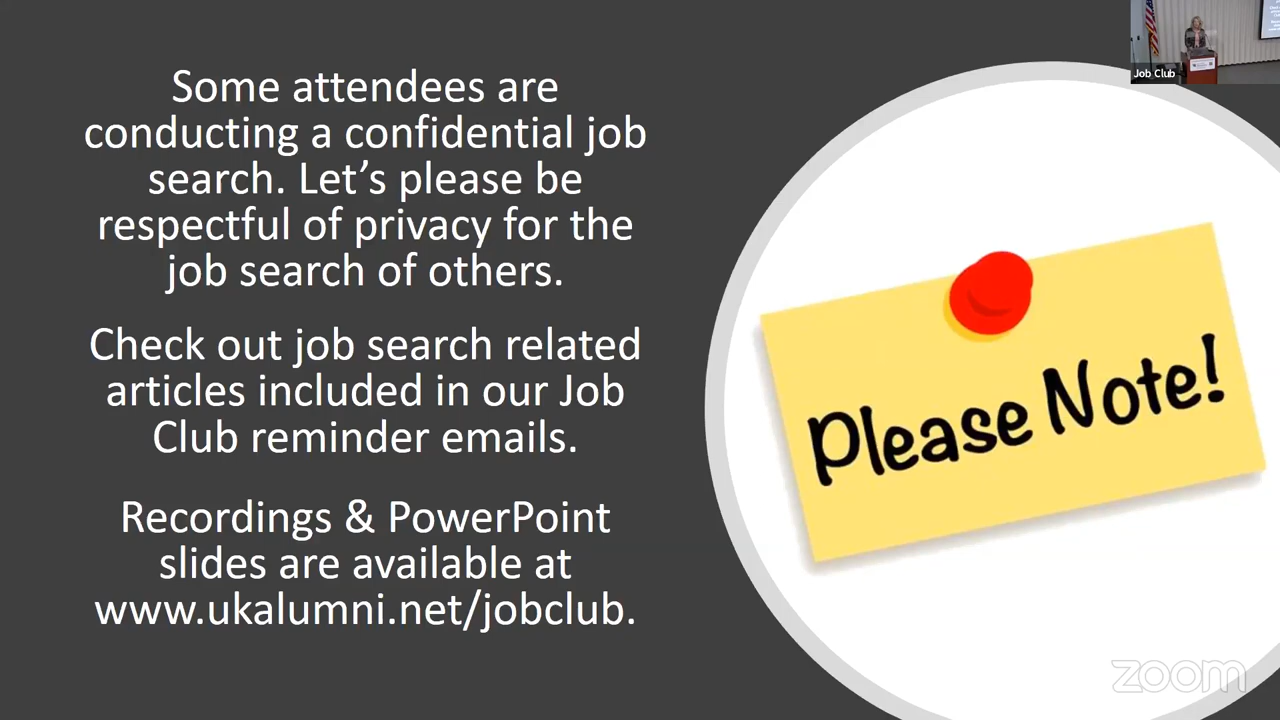 Some attendees are
conducting a confidential job
search. Let’s please be
respectful of privacy for the
job search of others.
Check out job search related
articles included in our Job
Club reminder emails.
Recordings & PowerPoint
slides are available at
www.ukalumni.net/jobclub.
Job Club
Please Note!
zoom